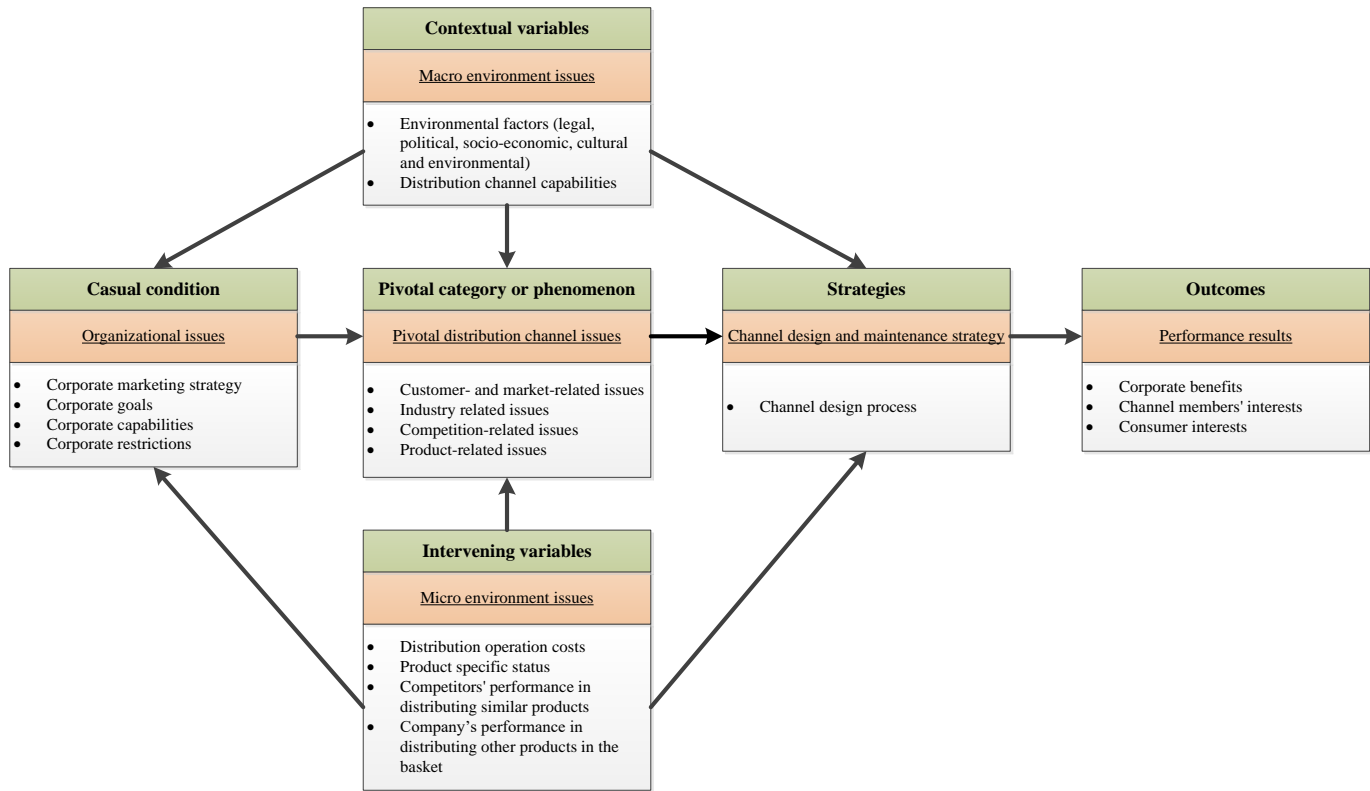 Contextual variables
Macro environment issues
• Environmental factors (legal,
political, socio-economic, cultural
and environmental)
• Distribution channel capabilities
Casual condition
Organizational issues
• Corporate marketing strategy
• Corporate goals
• Corporate capabilities
• Corporate restrictions
Pivotal category or phenomenon
Pivotal distribution channel issues
• Customer- and market-related issues
• Industry related issues
• Competition-related issues
• Product-related issues
Strategies
Channel design and maintenance strategy
• Channel design process
Outcomes
Performance results
• Corporate benefits
• Channel members' interests
• Consumer interests
Intervening variables
Micro environment issues
• Distribution operation costs
• Product specific status
• Competitors' performance in
distributing similar products
• Company’s performance in
distributing other products in the
basket